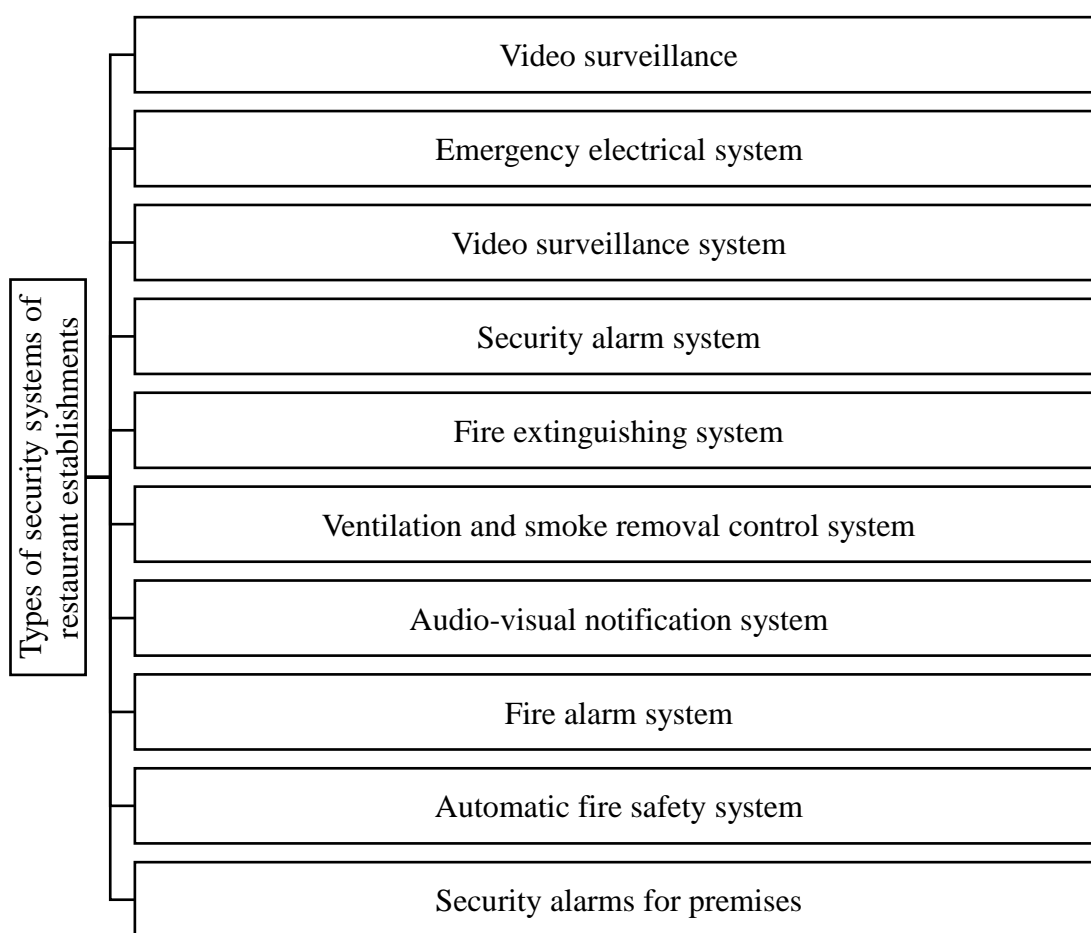 Types of security systems of
restaurant establishments
Video surveillance
Emergency electrical system
Video surveillance system
Security alarm system
Fire extinguishing system
Ventilation and smoke removal control system
Audio-visual notification system
Fire alarm system
Automatic fire safety system
Security alarms for premises